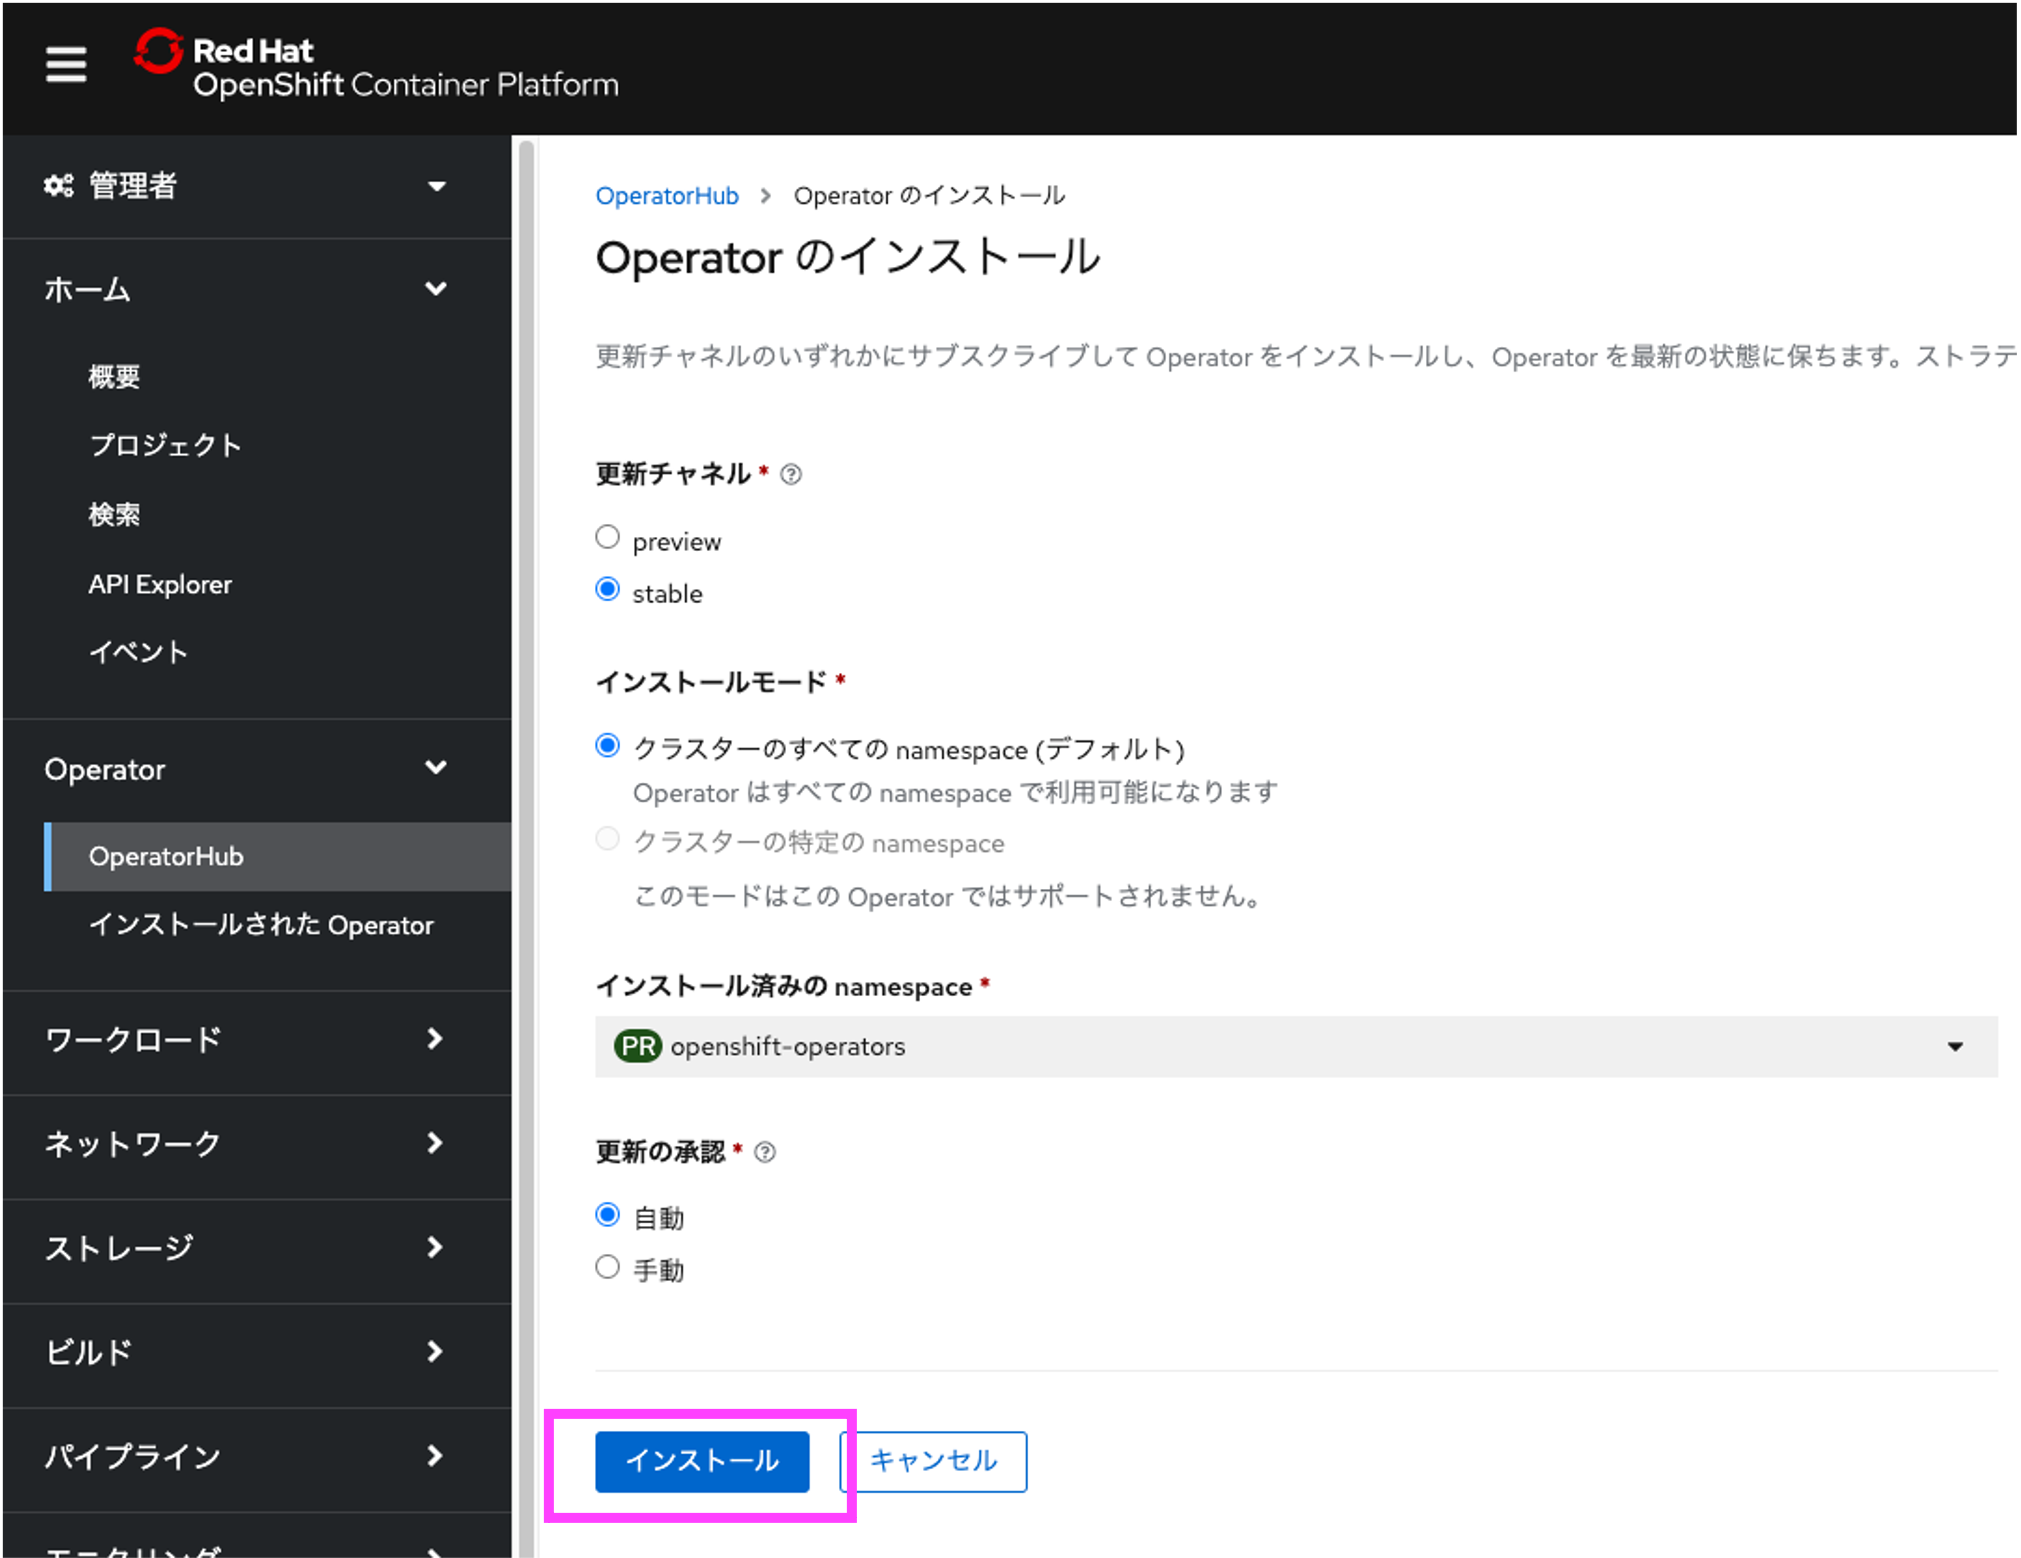 Red Hat
OpenShift Container Platform
管理者
ホーム
概要
プロジェクト
検索
API Explorer
イベント
Operator
OperatorHub
インストールされた Operator
ワークロード
ネットワーク
ストレージ
ビルド
パイプライン
モニタリング
OperatorHub > Operator のインストール
Operator のインストール
更新チャネルのいずれかにサブスクライブして Operator をインストールし、Operator を最新の状態に保ちます。ストラテ
更新チャネル *
preview
stable
インストールモード *
クラスターのすべての namespace (デフォルト)
Operator はすべての namespace で利用可能になります
クラスターの特定の namespace
このモードはこの Operator ではサポートされません。
インストール済みの namespace *
PR openshift-operators
更新の承認 *
自動
手動
インストール キャンセル